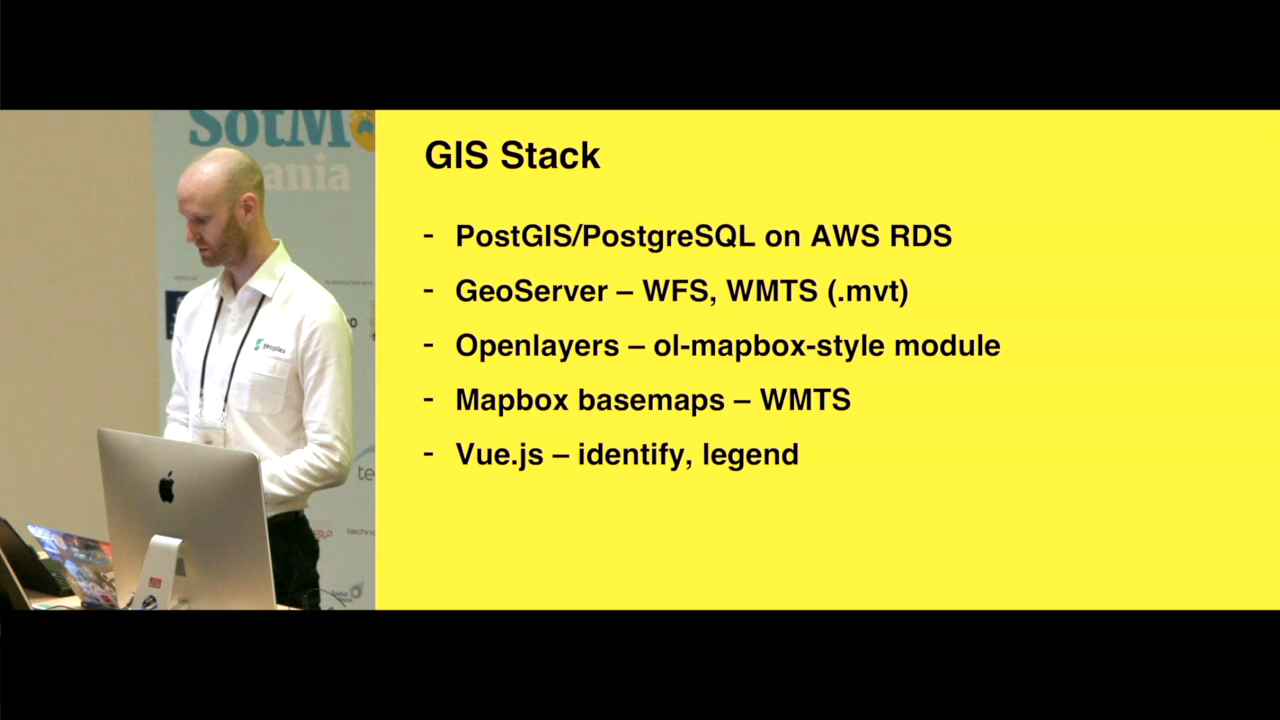 SotM
ania
GIS Stack
- PostGIS/PostgreSQL on AWS RDS
- GeoServer – WFS, WMTS (.mvt)
- Openlayers – ol-mapbox-style module
- Mapbox basemaps – WMTS
- Vue.js – identify, legend